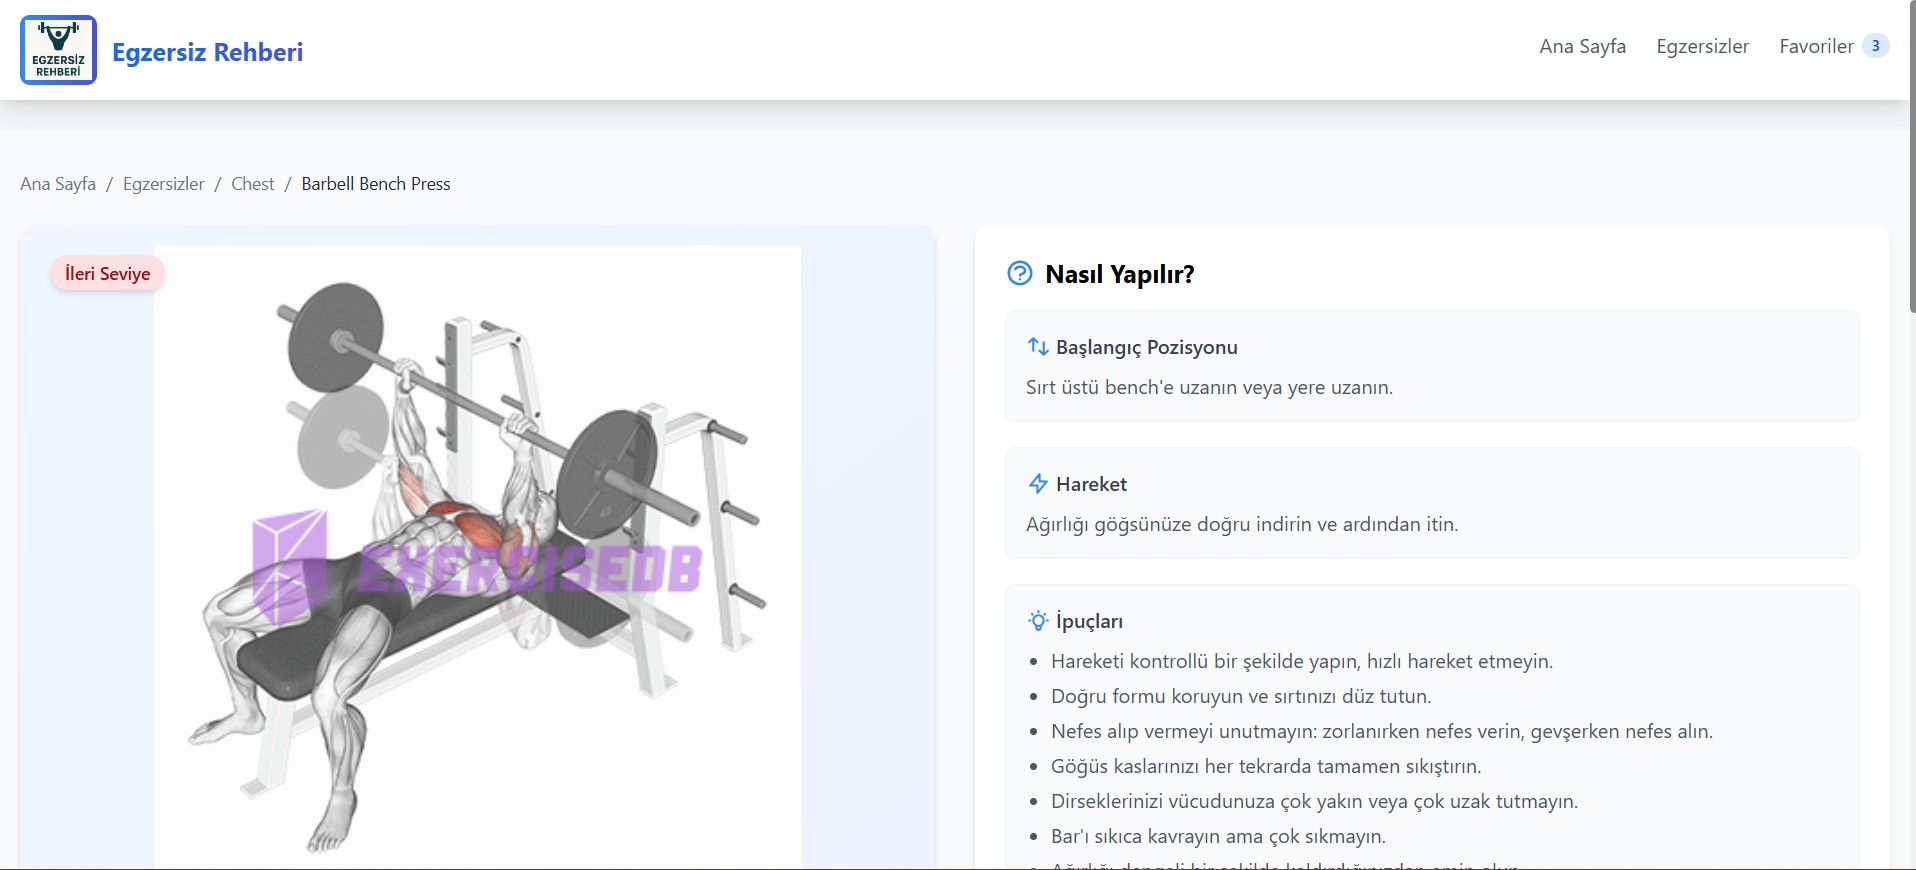 EGZERSİZ
REHBERİ
Egzersiz Rehberi
Ana Sayfa Egzersizler Favoriler 3
Ana Sayfa / Egzersizler / Chest / Barbell Bench Press
İleri Seviye
45
EXERCISEDB
Nasıl Yapılır?
Başlangıç Pozisyonu
Sırt üstü bench'e uzanın veya yere uzanın.
Hareket
Ağırlığı göğsünüze doğru indirin ve ardından itin.
İpuçları
• Hareketi kontrollü bir şekilde yapın, hızlı hareket etmeyin.
• Doğru formu koruyun ve sırtınızı düz tutun.
• Nefes alıp vermeyi unutmayın: zorlanırken nefes verin, gevşerken nefes alın.
• Göğüs kaslarınızı her tekrarda tamamen sıkıştırın.
• Dirseklerinizi vücudunuza çok yakın veya çok uzak tutmayın.
• Bar'ı sıkıca kavrayın ama çok sıkmayın.